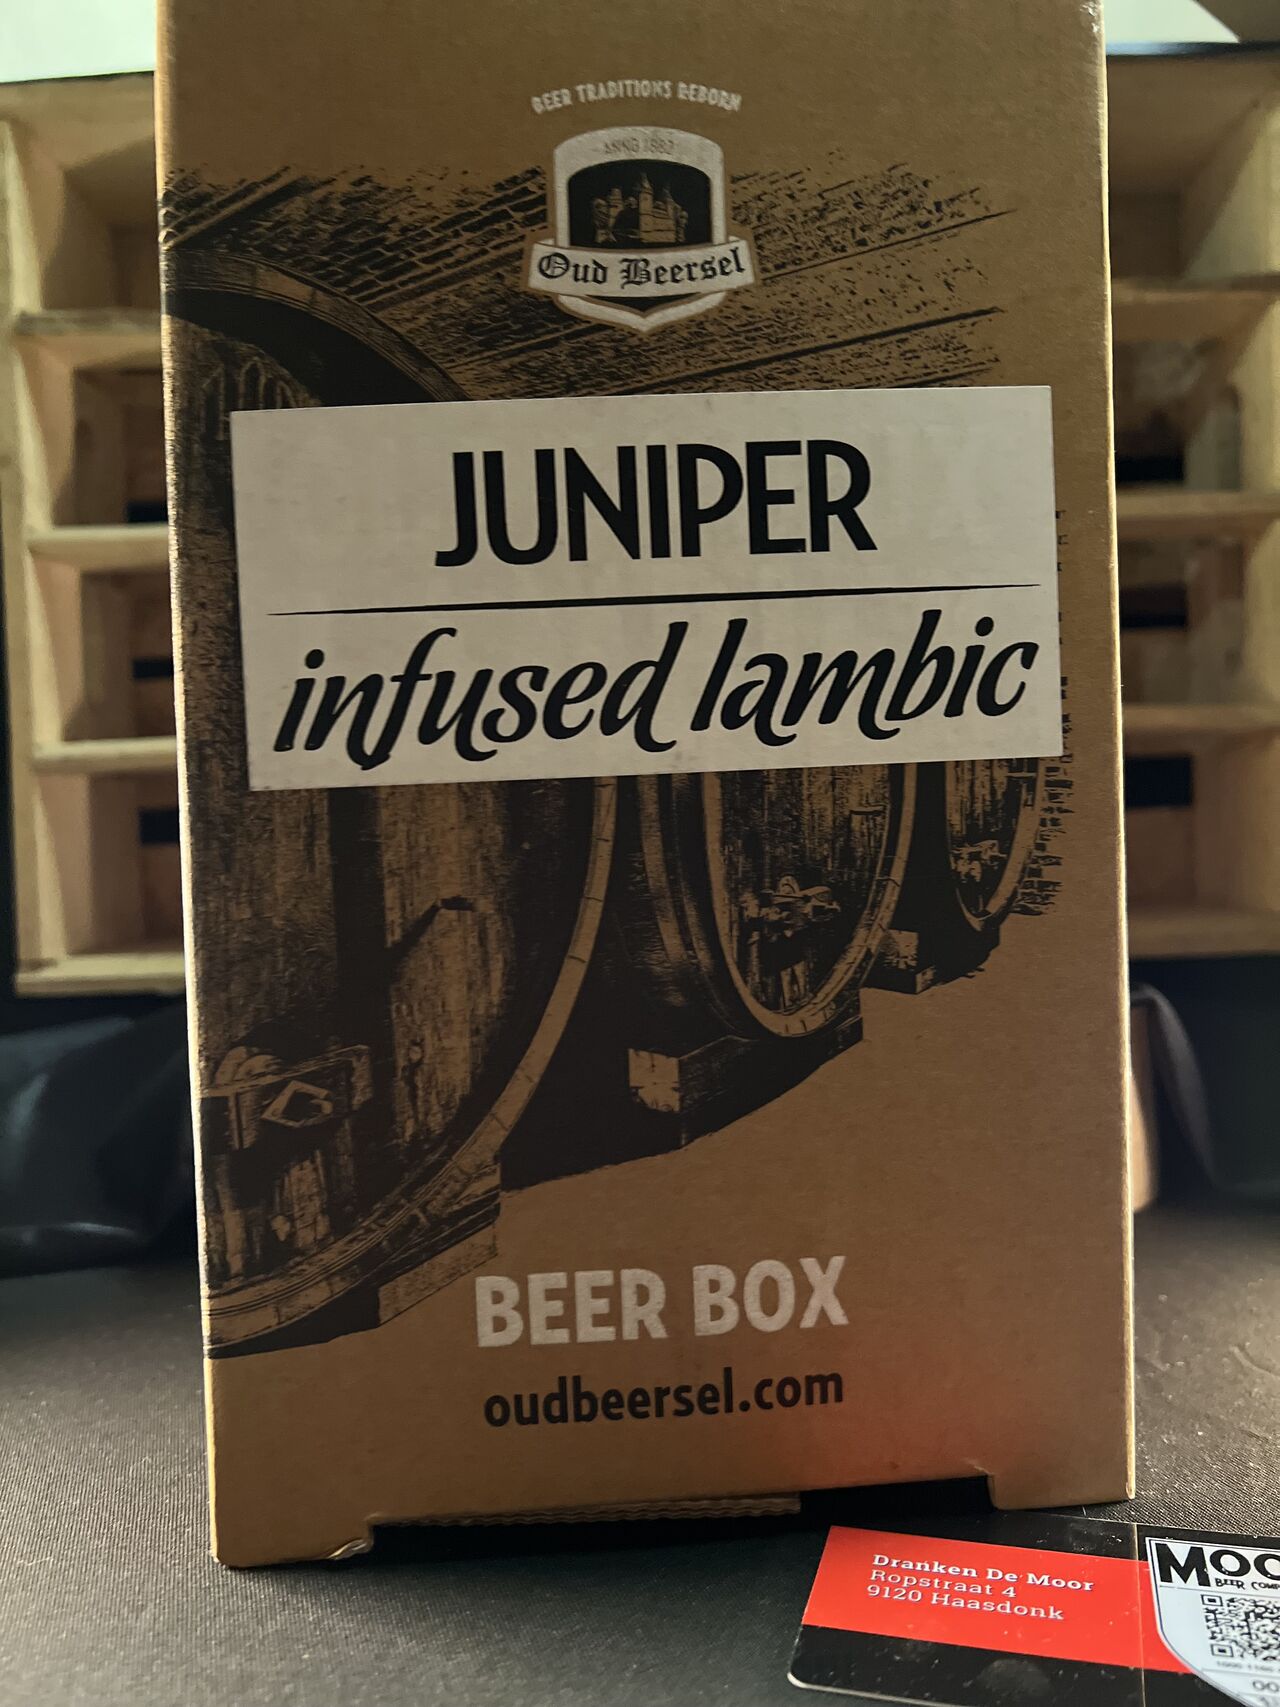 BEER TRADITIONS REBORN
ANNO 1882
Oud Beersel
JUNIPER
infused lambic
BEER BOX
oudbeersel.com
Dranken De Moor
Ropstraat 4
9120 Haasdonk